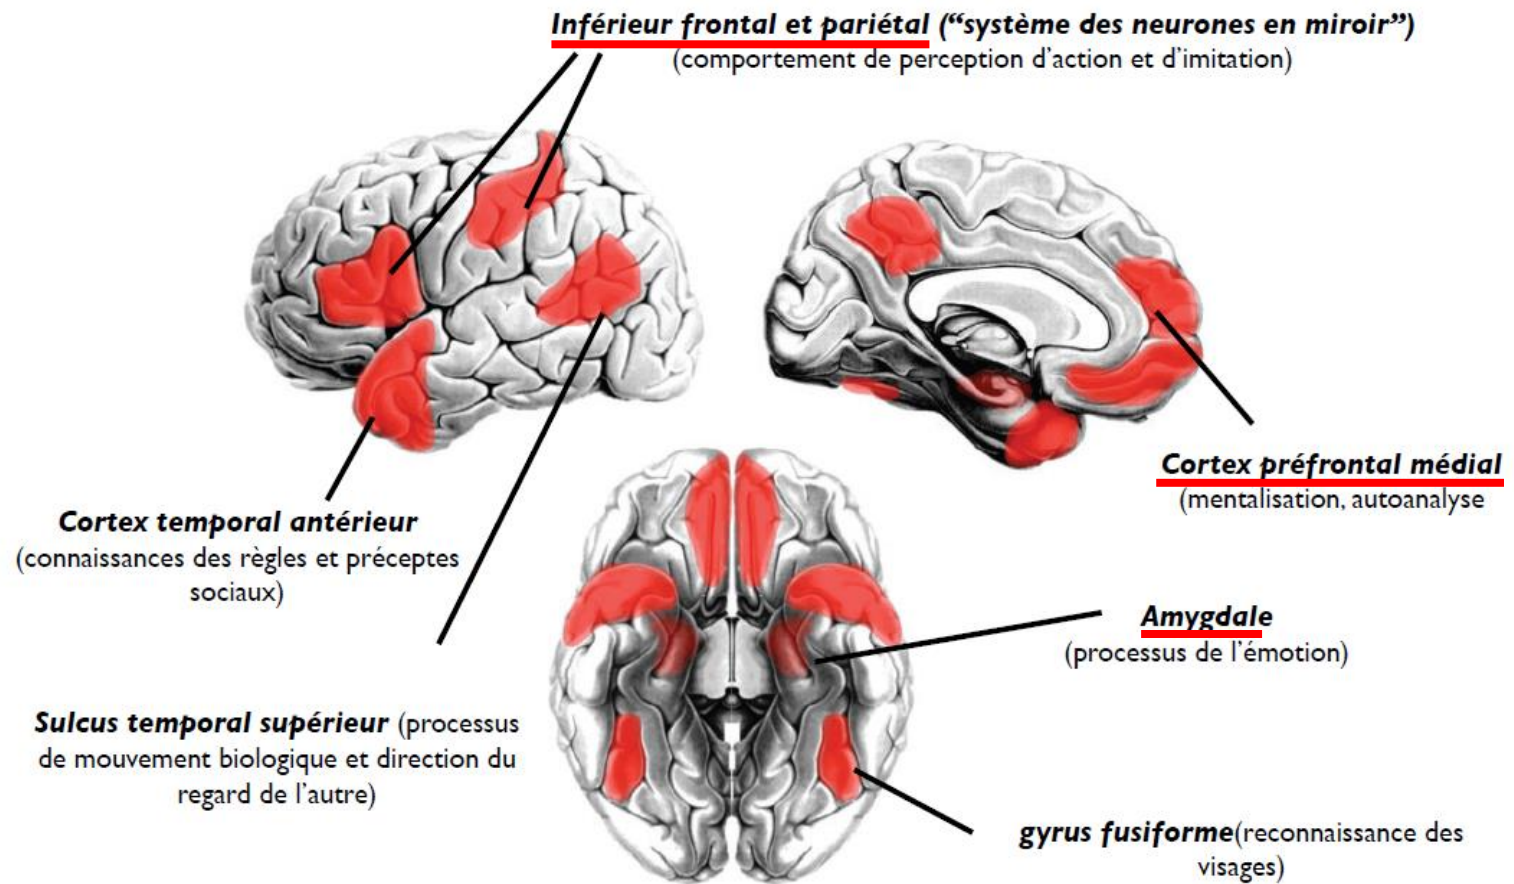 Inférieur frontal et pariétal (“système des neurones en miroir”)
(comportement de perception d’action et d’imitation)
Cortex préfrontal médial
(mentalisation, autoanalyse
Cortex temporal antérieur
(connaissances des règles et préceptes
sociaux)
Amygdale
(processus de l’émotion)
Sulcus temporal supérieur (processus
de mouvement biologique et direction du
regard de l’autre)
gyrus fusiforme(reconnaissance des
visages)